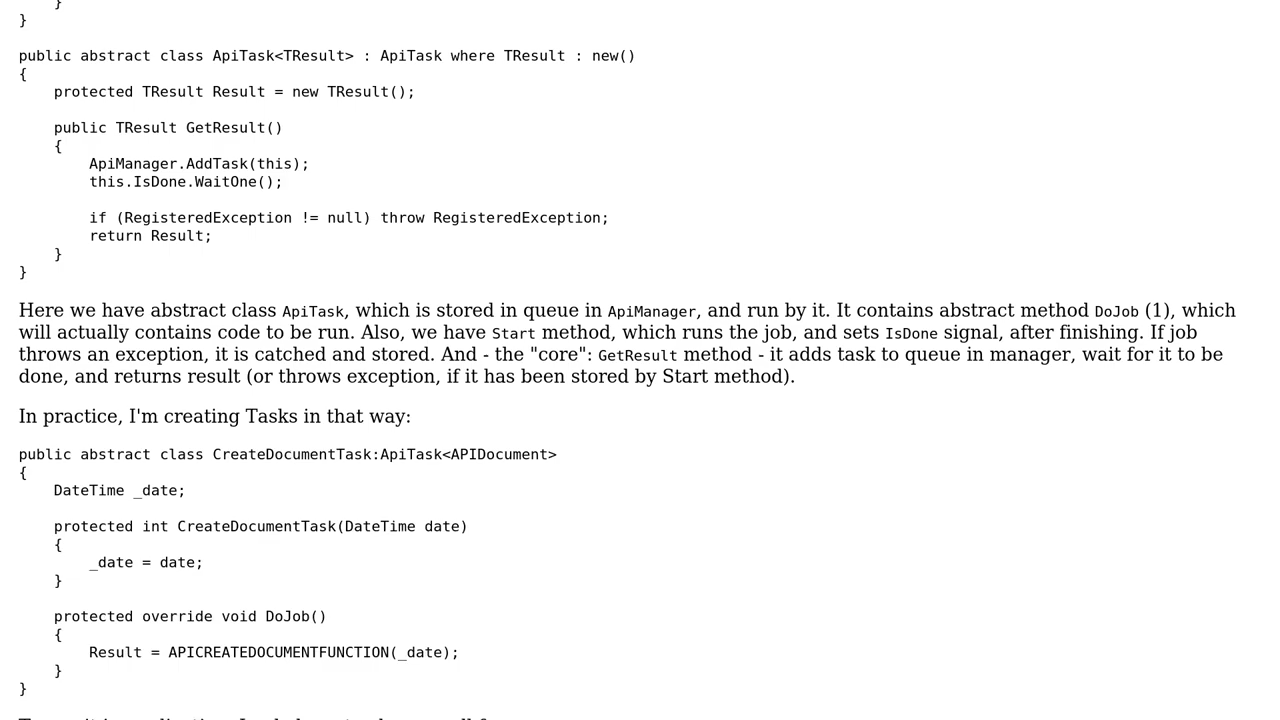 }
}
public abstract class ApiTask<TResult> : ApiTask where TResult : new()
{
    protected TResult Result = new TResult();
    public TResult GetResult()
    {
        ApiManager.AddTask(this);
        this.IsDone.WaitOne();
        if (RegisteredException != null) throw RegisteredException;
        return Result;
    }
}
Here we have abstract class ApiTask, which is stored in queue in ApiManager, and run by it. It contains abstract method DoJob (1), which
will actually contains code to be run. Also, we have Start method, which runs the job, and sets IsDone signal, after finishing. If job
throws an exception, it is catched and stored. And - the "core": GetResult method - it adds task to queue in manager, wait for it to be
done, and returns result (or throws exception, if it has been stored by Start method).
In practice, I'm creating Tasks in that way:
public abstract class CreateDocumentTask:ApiTask<APIDocument>
{
    DateTime _date;
    protected int CreateDocumentTask(DateTime date)
    {
        _date = date;
    }
    protected override void DoJob()
    {
        Result = APICREATEDOCUMENTFUNCTION(_date);
    }
}